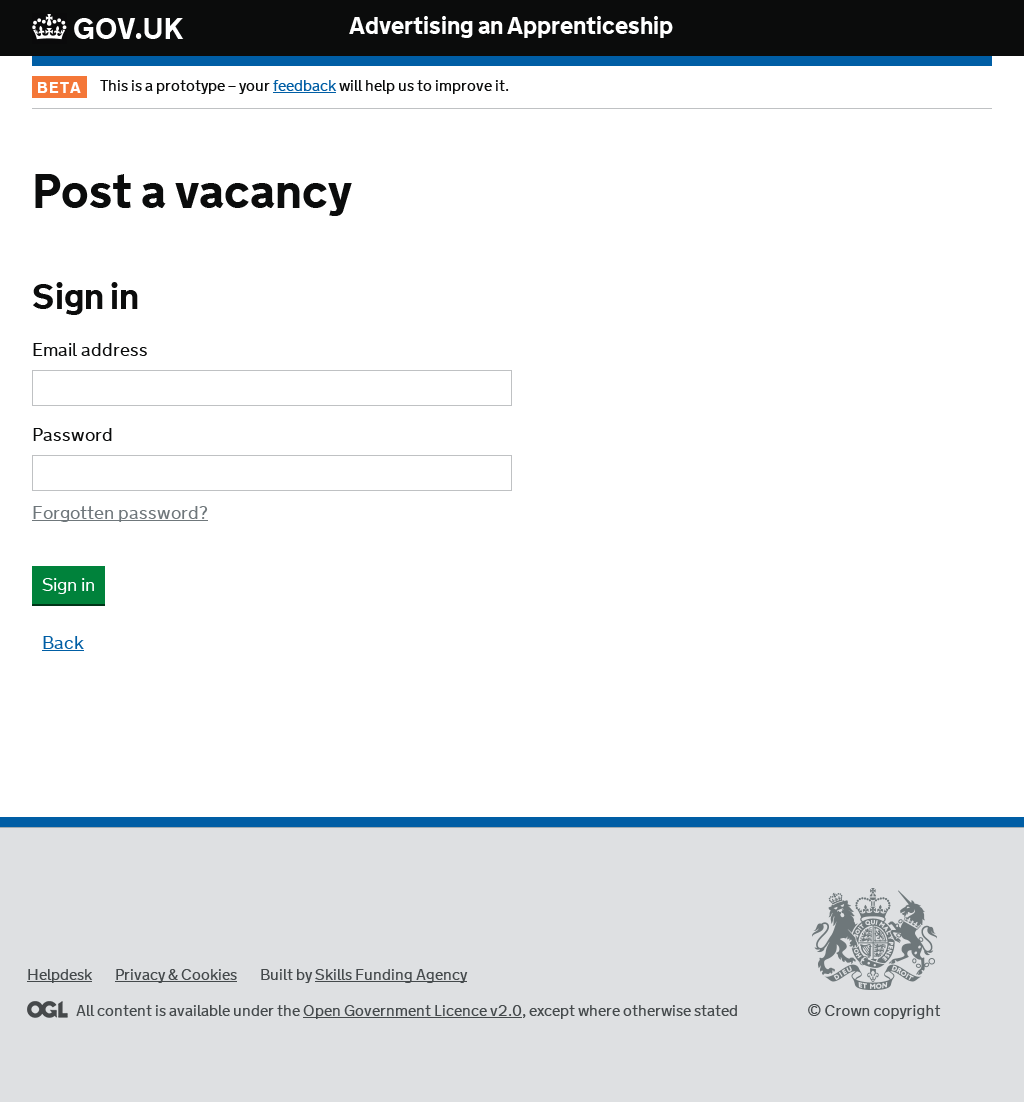 GOV.UK
Advertising an Apprenticeship
BETA This is a prototype – your feedback will help us to improve it.
Post a vacancy
Sign in
Email address
Password
Forgotten password?
Sign in
Back
Helpdesk Privacy & Cookies Built by Skills Funding Agency
OGL All content is available under the Open Government Licence v2.0, except where otherwise stated
DIEU ET MON DROIT
© Crown copyright